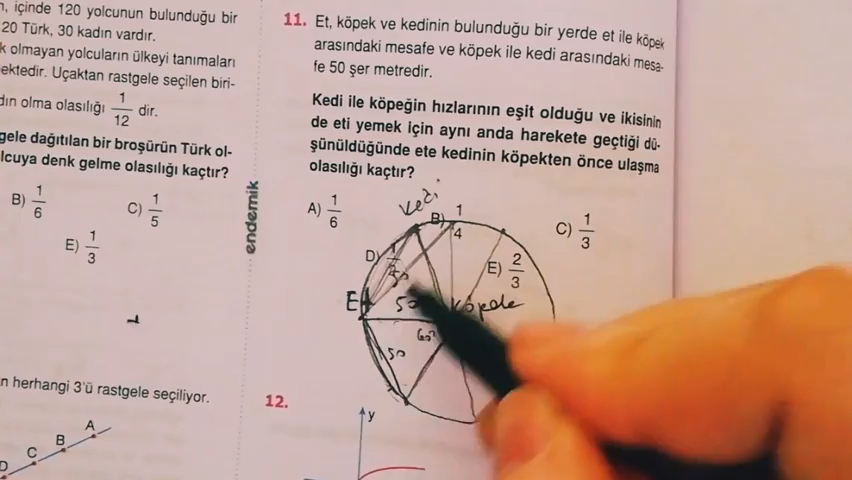 n, içinde 120 yolcunun bulunduğu bir
20 Türk, 30 kadın vardır.
k olmayan yolcuların ülkeyi tanımaları
ektedir. Uçaktan rastgele seçilen biri-
dın olma olasılığı 1/12 dir.
gele dağıtılan bir broşürün Türk ol-
lcuya denk gelme olasılığı kaçtır?
B) 1/6
C) 1/5
E) 1/3
n herhangi 3'ü rastgele seçiliyor.
A
B
C
D
endemik
11. Et, köpek ve kedinin bulunduğu bir yerde et ile köpek
arasındaki mesafe ve köpek ile kedi arasındaki mesa-
fe 50 şer metredir.
Kedi ile köpeğin hızlarının eşit olduğu ve ikisinin
de eti yemek için aynı anda harekete geçtiği dü-
şünüldüğünde ete kedinin köpekten önce ulaşma
olasılığı kaçtır?
A) 1/6
Kedi
B) 1/4
C) 1/3
D)
E) 2/3
50
Et
50
köpek
60°
50
12.
y